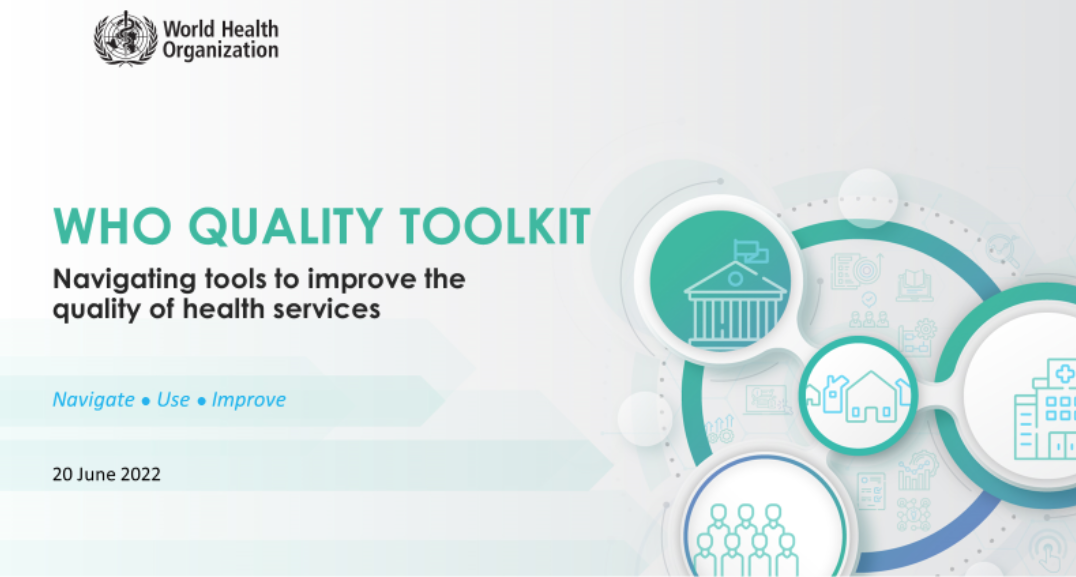 World Health
Organization
WHO QUALITY TOOLKIT
Navigating tools to improve the
quality of health services
Navigate ● Use ● Improve
20 June 2022